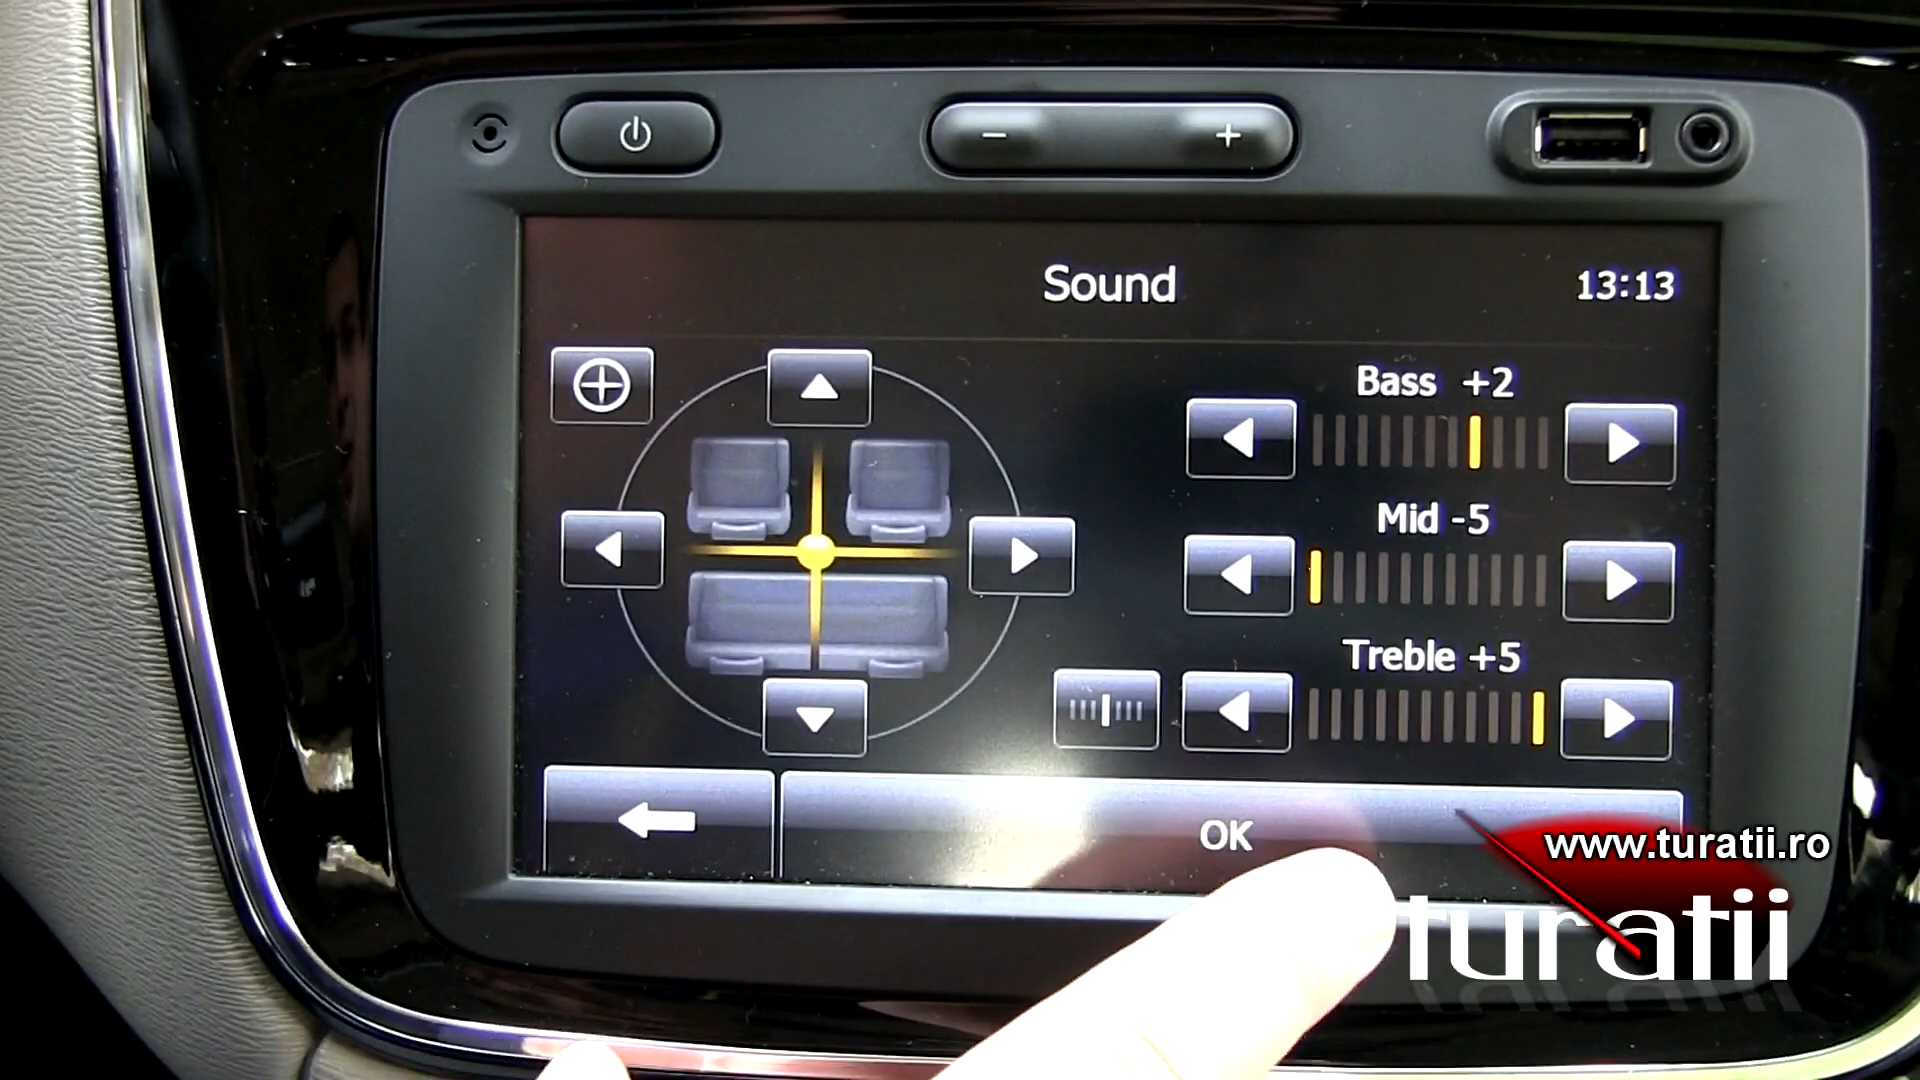 Sound
13:13
Bass +2
Mid -5
Treble +5
OK
www.turatii.ro
turatii